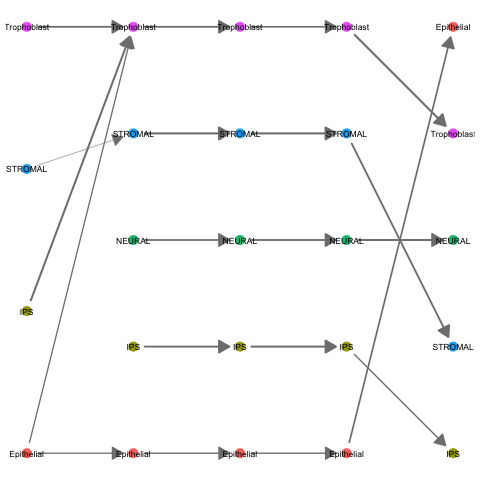 Trophoblast Trophoblast Trophoblast Trophoblast Epithelial
STROMAL STROMAL STROMAL Trophoblast
STROMAL
NEURAL NEURAL NEURAL NEURAL
IPS
IPS IPS IPS STROMAL
Epithelial Epithelial Epithelial Epithelial IPS